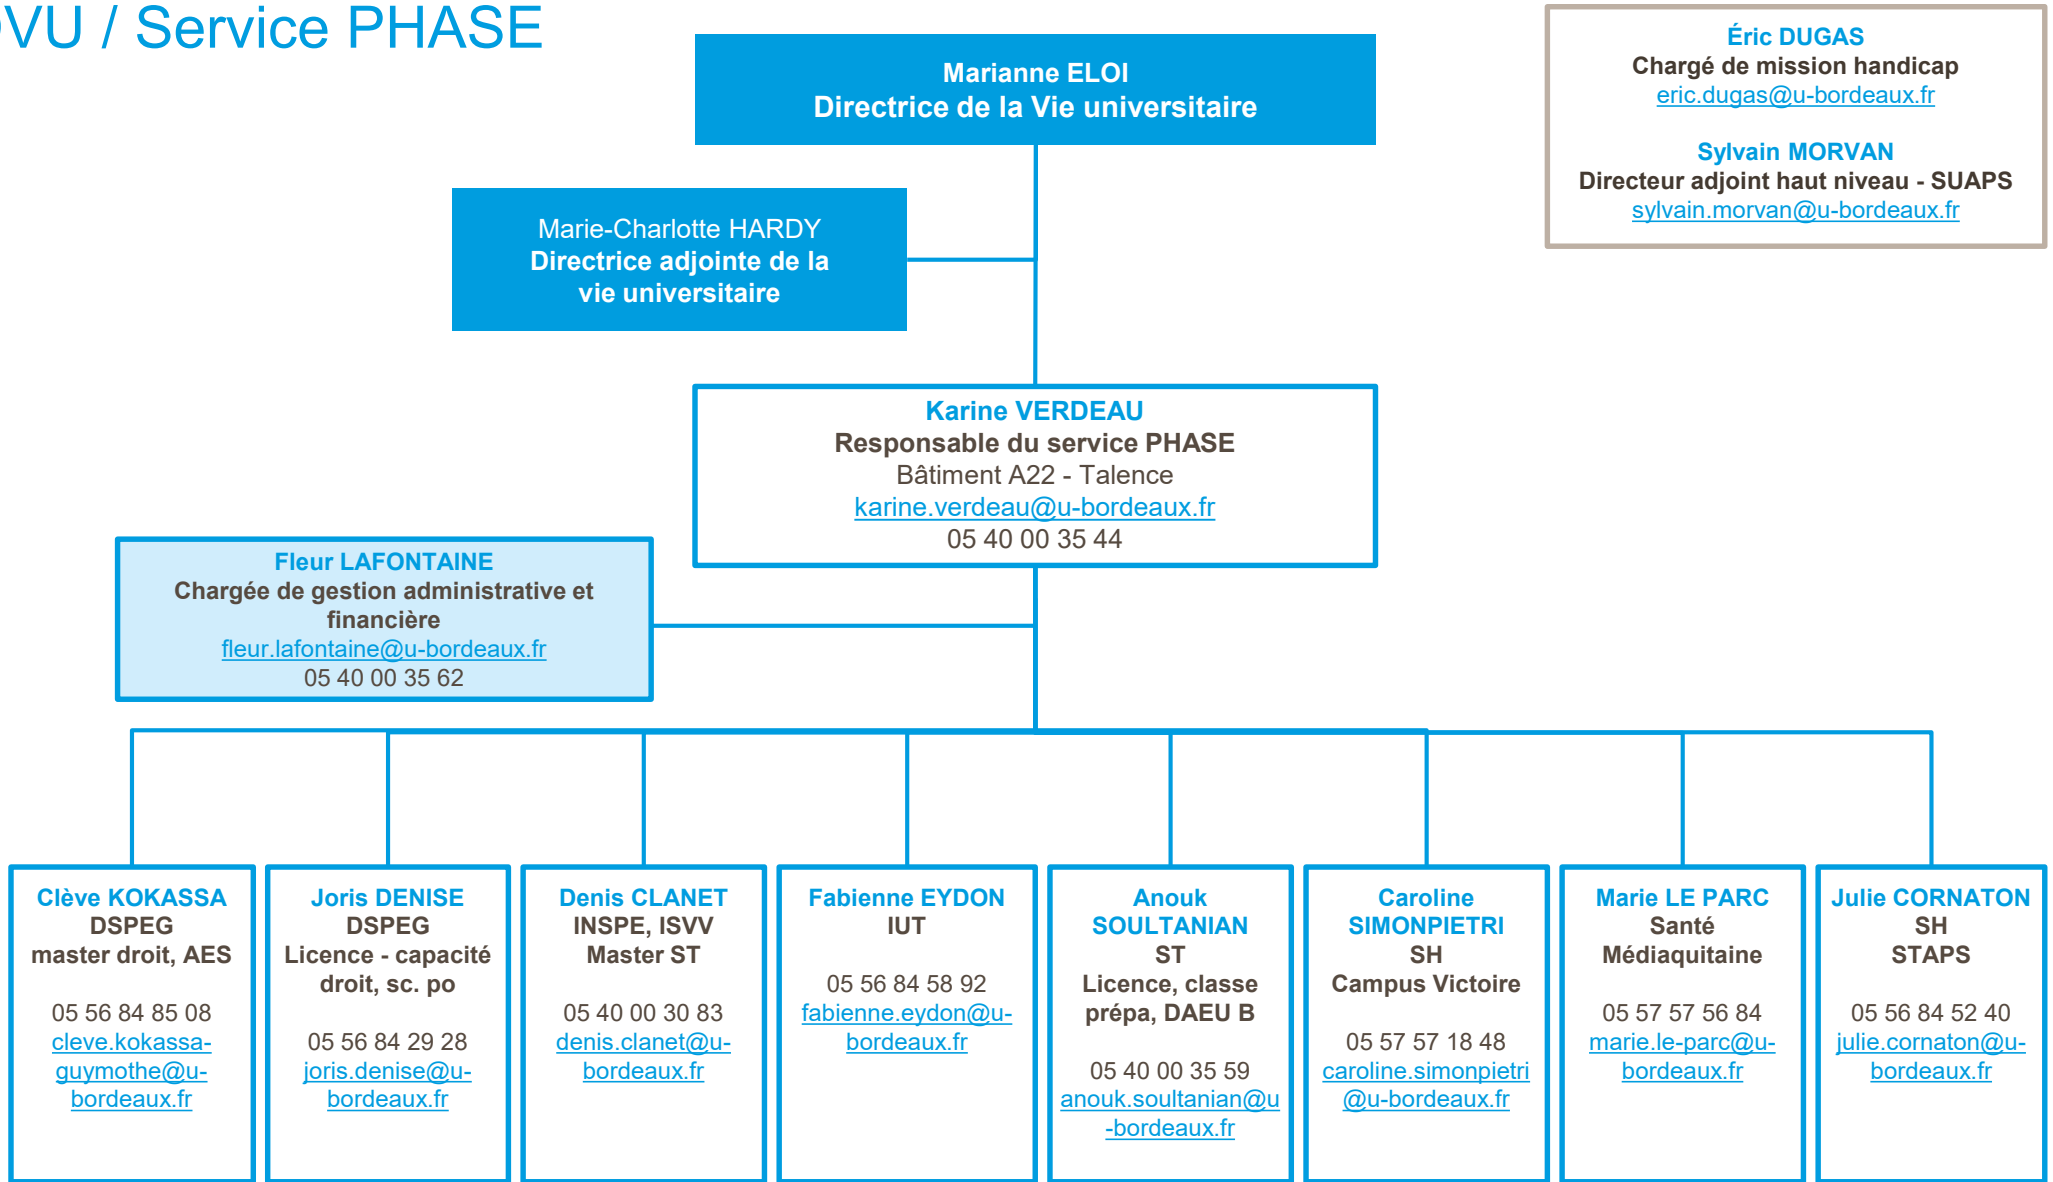 VU / Service PHASE
Marianne ELOI
Directrice de la Vie universitaire
Éric DUGAS
Chargé de mission handicap
eric.dugas@u-bordeaux.fr
Sylvain MORVAN
Directeur adjoint haut niveau - SUAPS
sylvain.morvan@u-bordeaux.fr
Marie-Charlotte HARDY
Directrice adjointe de la
vie universitaire
Karine VERDEAU
Responsable du service PHASE
Bâtiment A22 - Talence
karine.verdeau@u-bordeaux.fr
05 40 00 35 44
Fleur LAFONTAINE
Chargée de gestion administrative et
financière
fleur.lafontaine@u-bordeaux.fr
05 40 00 35 62
Clève KOKASSA
DSPEG
master droit, AES
05 56 84 85 08
cleve.kokassa-
guymothe@u-
bordeaux.fr
Joris DENISE
DSPEG
Licence - capacité
droit, sc. po
05 56 84 29 28
joris.denise@u-
bordeaux.fr
Denis CLANET
INSPE, ISVV
Master ST
05 40 00 30 83
denis.clanet@u-
bordeaux.fr
Fabienne EYDON
IUT
05 56 84 58 92
fabienne.eydon@u-
bordeaux.fr
Anouk
SOULTANIAN
ST
Licence, classe
prépa, DAEU B
05 40 00 35 59
anouk.soultanian@u
-bordeaux.fr
Caroline
SIMONPIETRI
SH
Campus Victoire
05 57 57 18 48
caroline.simonpietri
@u-bordeaux.fr
Marie LE PARC
Santé
Médiaquitaine
05 57 57 56 84
marie.le-parc@u-
bordeaux.fr
Julie CORNATON
SH
STAPS
05 56 84 52 40
julie.cornaton@u-
bordeaux.fr